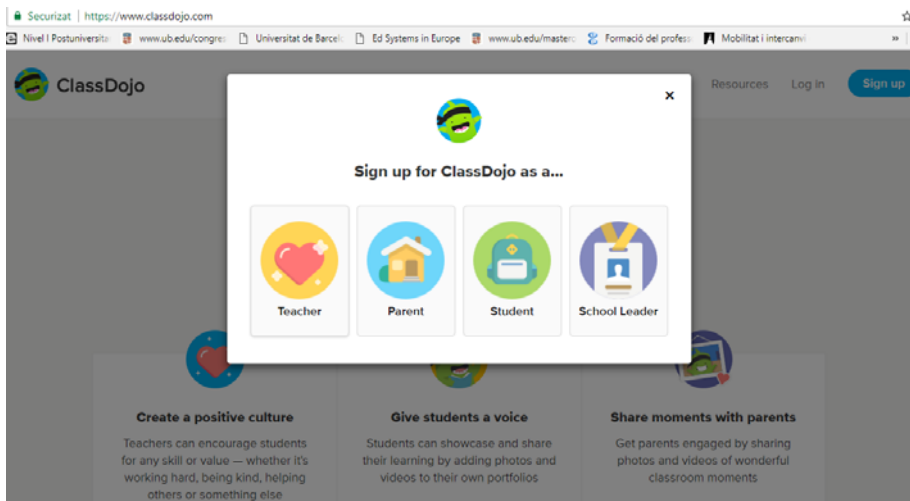 Securizat | https://www.classdojo.com
Nivel I Postuniversita www.ub.edu/congres Universitat de Barcel Ed Systems in Europe www.ub.edu/masterc Formació del profess Mobilitat i intercanvi »
ClassDojo Resources Log in Sign up
×
Sign up for ClassDojo as a...
Teacher Parent Student School Leader
Create a positive culture Give students a voice Share moments with parents
Teachers can encourage students Students can showcase and share Get parents engaged by sharing
for any skill or value — whether it's their learning by adding photos and photos and videos of wonderful
working hard, being kind, helping videos to their own portfolios classroom moments
others or something else